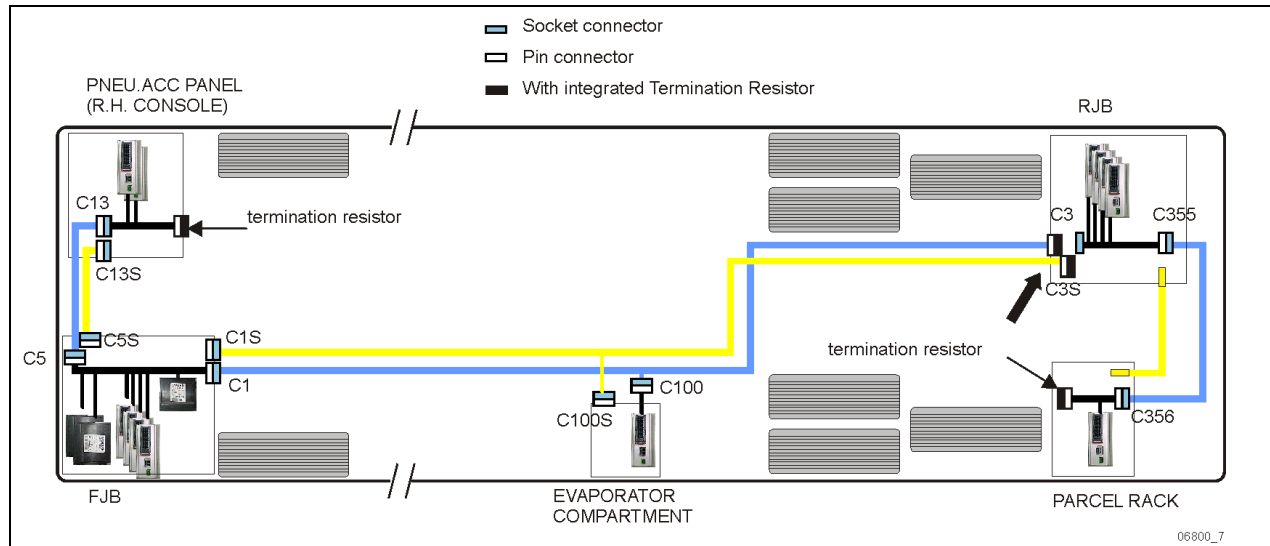 Socket connector
Pin connector
With integrated Termination Resistor
PNEU.ACC PANEL
(R.H. CONSOLE)
RJB
C13
termination resistor
C13S
C3
C355
C3S
C5S
C5
C1S
C1
C100
C100S
termination resistor
C356
FJB
EVAPORATOR
COMPARTMENT
PARCEL RACK
06800_7